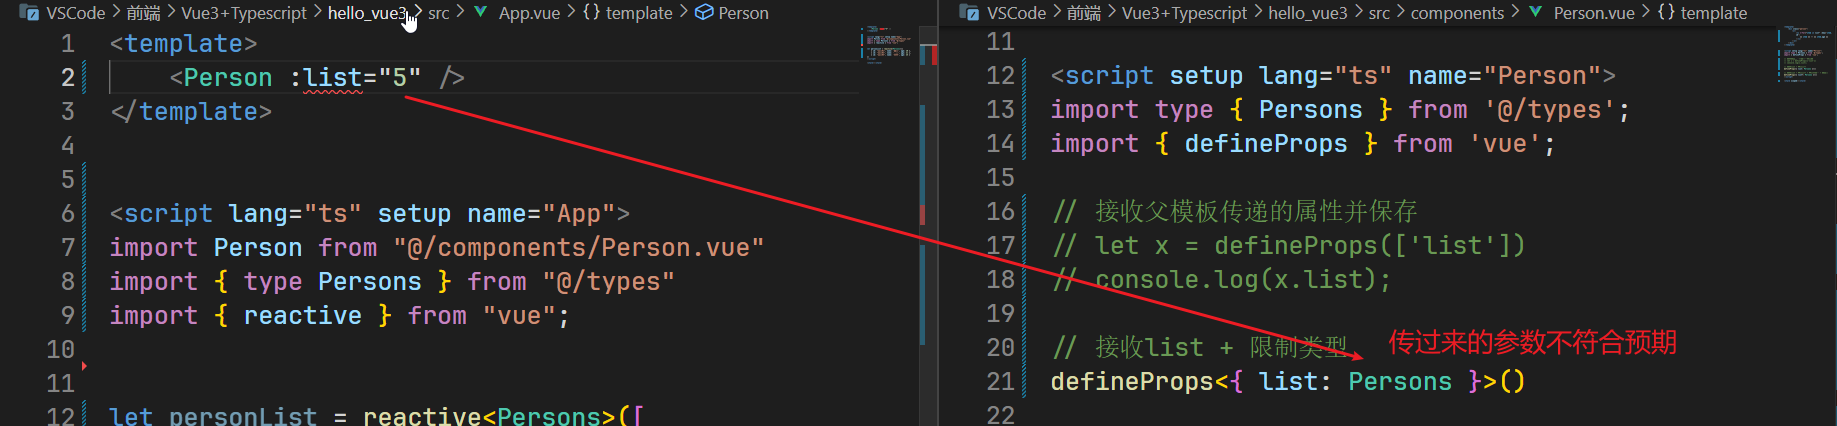 VSCode > 前端 > Vue3+Typescript > hello_vue3 > src > App.vue > {} template > Person
1 <template>
2 <Person :list="5" />
3 </template>
4
5
6 <script lang="ts" setup name="App">
7 import Person from "@/components/Person.vue"
8 import { type Persons } from "@/types"
9 import { reactive } from "vue";
10
11
12 let personList = reactive<Persons>([
VSCode > 前端 > Vue3+Typescript > hello_vue3 > src > components > Person.vue > {} template
11
12 <script setup lang="ts" name="Person">
13 import type { Persons } from '@/types';
14 import { defineProps } from 'vue';
15
16 // 接收父模板传递的属性并保存
17 // let x = defineProps(['list'])
18 // console.log(x.list);
19
20 // 接收list + 限制类型
传过来的参数不符合预期
21 defineProps<{ list: Persons }>()
22